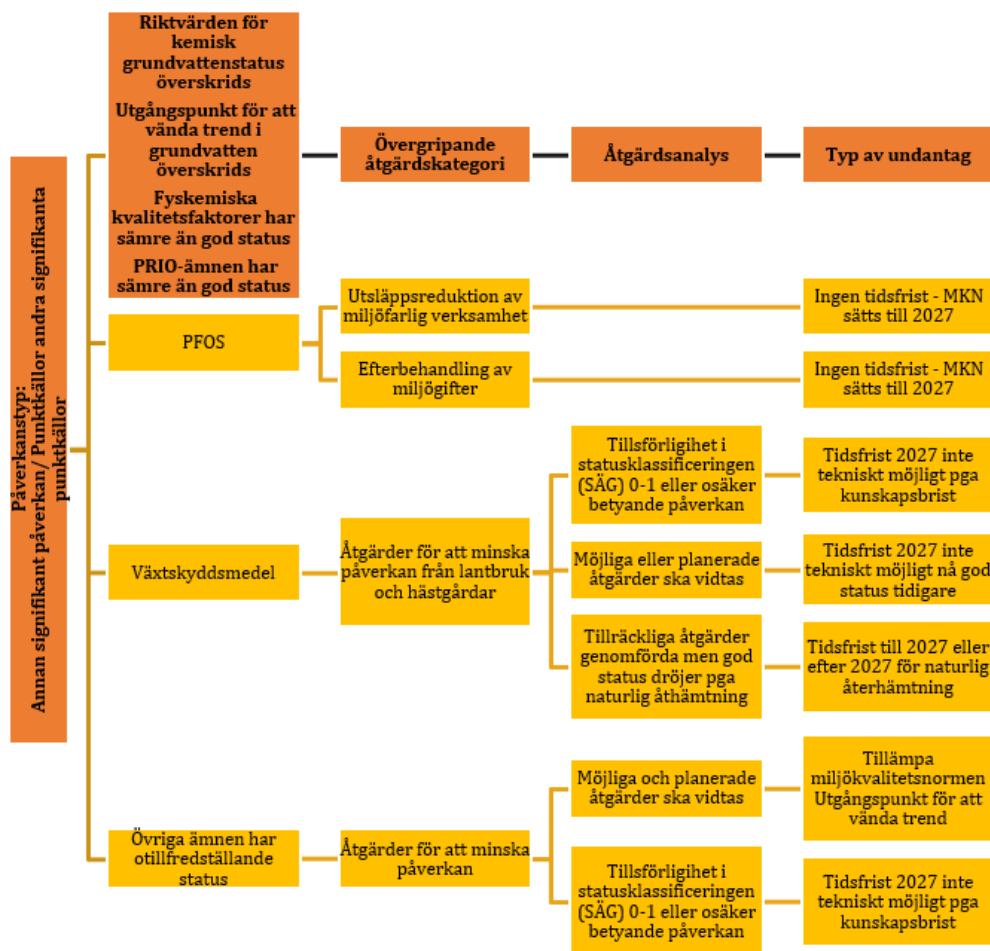 Påverkanstyp:
Annan signifikant påverkan/ Punktkällor andra signifikanta
punktkällor
Riktvärden för
kemisk
grundvattenstatus
överskrids
Utgångspunkt för att
vända trend i
grundvatten
överskrids
Fyskemiska
kvalitetsfaktorer har
sämre än god status
PRIO-ämnen har
sämre än god status
Övergripande
åtgärdskategori
Åtgärdsanalys
Typ av undantag
PFOS
Utsläppsreduktion av
miljöfarlig verksamhet
Ingen tidsfrist - MKN
sätts till 2027
Efterbehandling av
miljögifter
Ingen tidsfrist - MKN
sätts till 2027
Växtskyddsmedel
Åtgärder för att minska
påverkan från lantbruk
och hästgårdar
Tillsförligihet i
statusklassificeringen
(SÄG) 0-1 eller osäker
betyande påverkan
Tidsfrist 2027 inte
tekniskt möjligt pga
kunskapsbrist
Möjliga eller planerade
åtgärder ska vidtas
Tidsfrist 2027 inte
tekniskt möjligt nå god
status tidigare
Tillräckliga åtgärder
genomförda men god
status dröjer pga
naturlig åthämtning
Tidsfrist till 2027 eller
efter 2027 för naturlig
återhämtning
Övriga ämnen har
otillfredställande
status
Åtgärder för att minska
påverkan
Möjliga och planerade
åtgärder ska vidtas
Tillämpa
miljökvalitetsnormen
Utgångspunkt för att
vända trend
Tillsförligihet i
statusklassificeringen
(SÄG) 0-1 eller osäker
betyande påverkan
Tidsfrist 2027 inte
tekniskt möjligt pga
kunskapsbrist